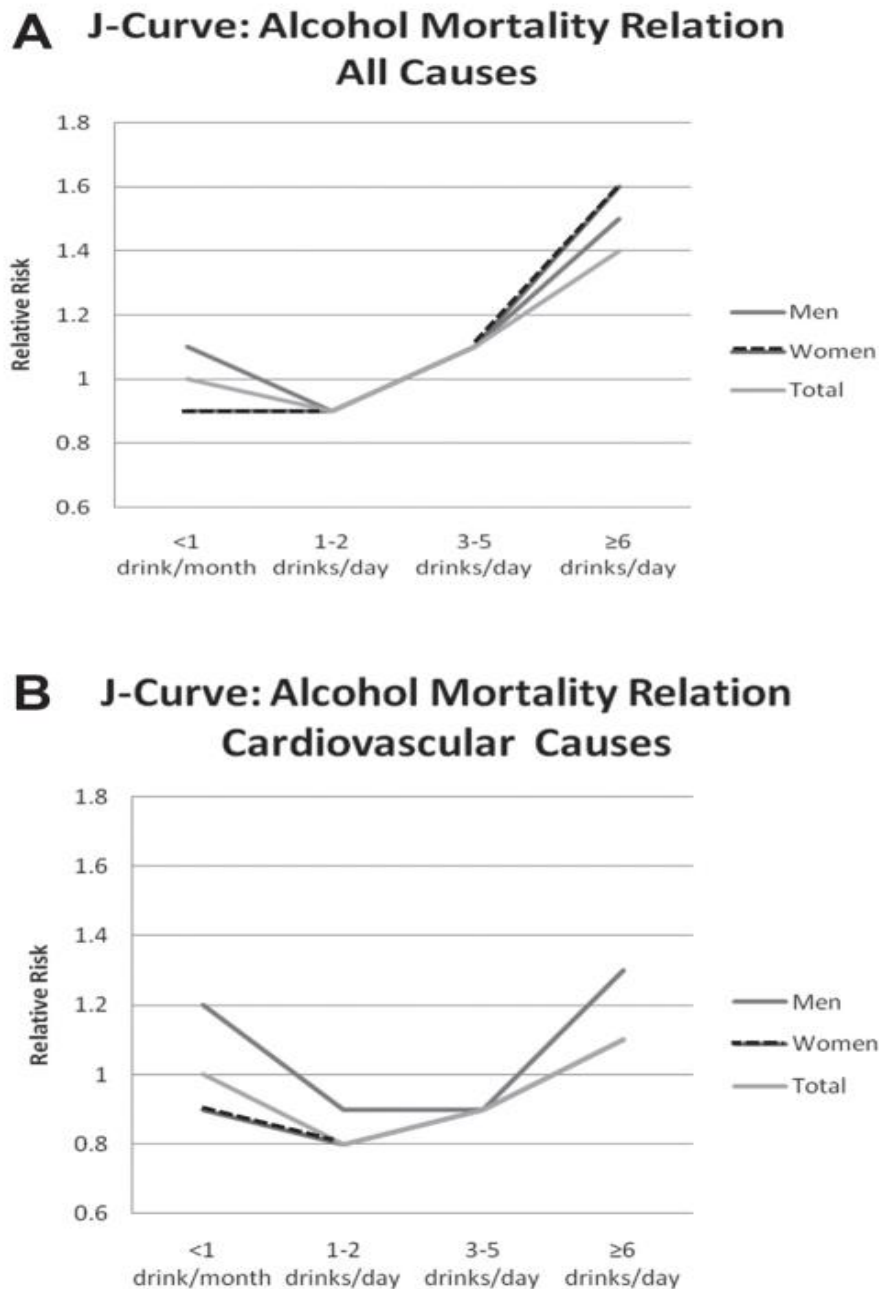 A J-Curve: Alcohol Mortality Relation
All Causes
1.8
1.6
1.4
1.2
1
0.8
0.6
Relative Risk
Men
Women
Total
<1 1-2 3-5 ≥6
drink/month drinks/day drinks/day drinks/day
B J-Curve: Alcohol Mortality Relation
Cardiovascular Causes
1.8
1.6
1.4
1.2
1
0.8
0.6
Relative Risk
Men
Women
Total
<1 1-2 3-5 ≥6
drink/month drinks/day drinks/day drinks/day